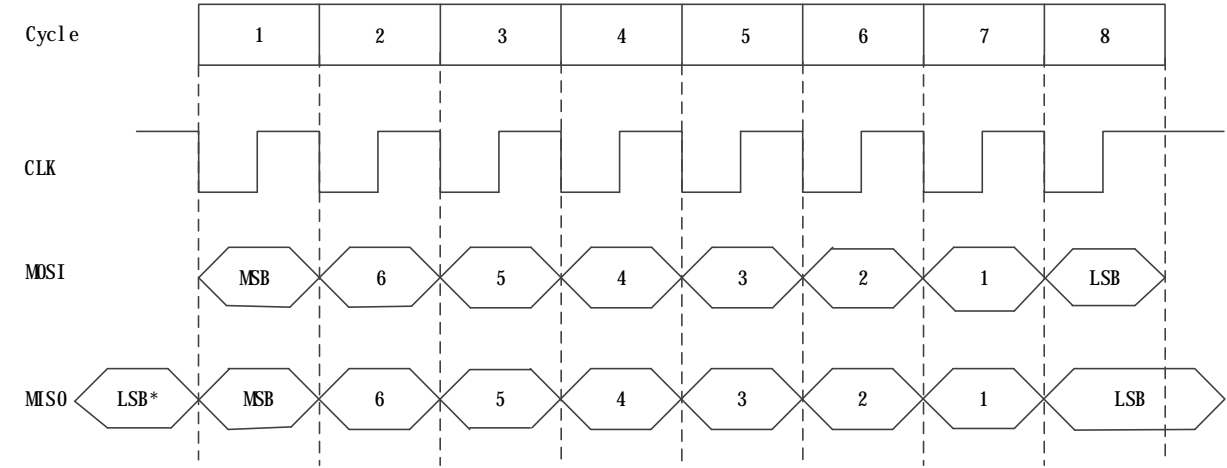 Cycle 1 2 3 4 5 6 7 8
CLK
MOSI MSB 6 5 4 3 2 1 LSB
MISO LSB* MSB 6 5 4 3 2 1 LSB